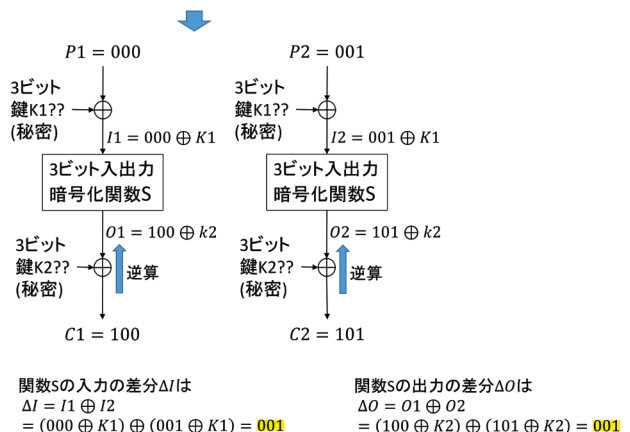 P1 = 000
3ビット
鍵K1??
(秘密)
I1 = 000 ⊕ K1
3ビット入出力
暗号化関数S
O1 = 100 ⊕ k2
3ビット
鍵K2??
(秘密)
逆算
C1 = 100
P2 = 001
3ビット
鍵K1??
(秘密)
I2 = 001 ⊕ K1
3ビット入出力
暗号化関数S
O2 = 101 ⊕ k2
3ビット
鍵K2??
(秘密)
逆算
C2 = 101
関数Sの入力の差分ΔIは
ΔI = I1 ⊕ I2
= (000 ⊕ K1) ⊕ (001 ⊕ K1) = 001
関数Sの出力の差分ΔOは
ΔO = O1 ⊕ O2
= (100 ⊕ K2) ⊕ (101 ⊕ K2) = 001